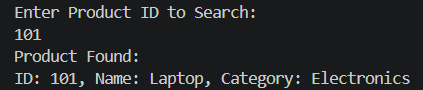 Enter Product ID to Search:
101
Product Found:
ID: 101, Name: Laptop, Category: Electronics